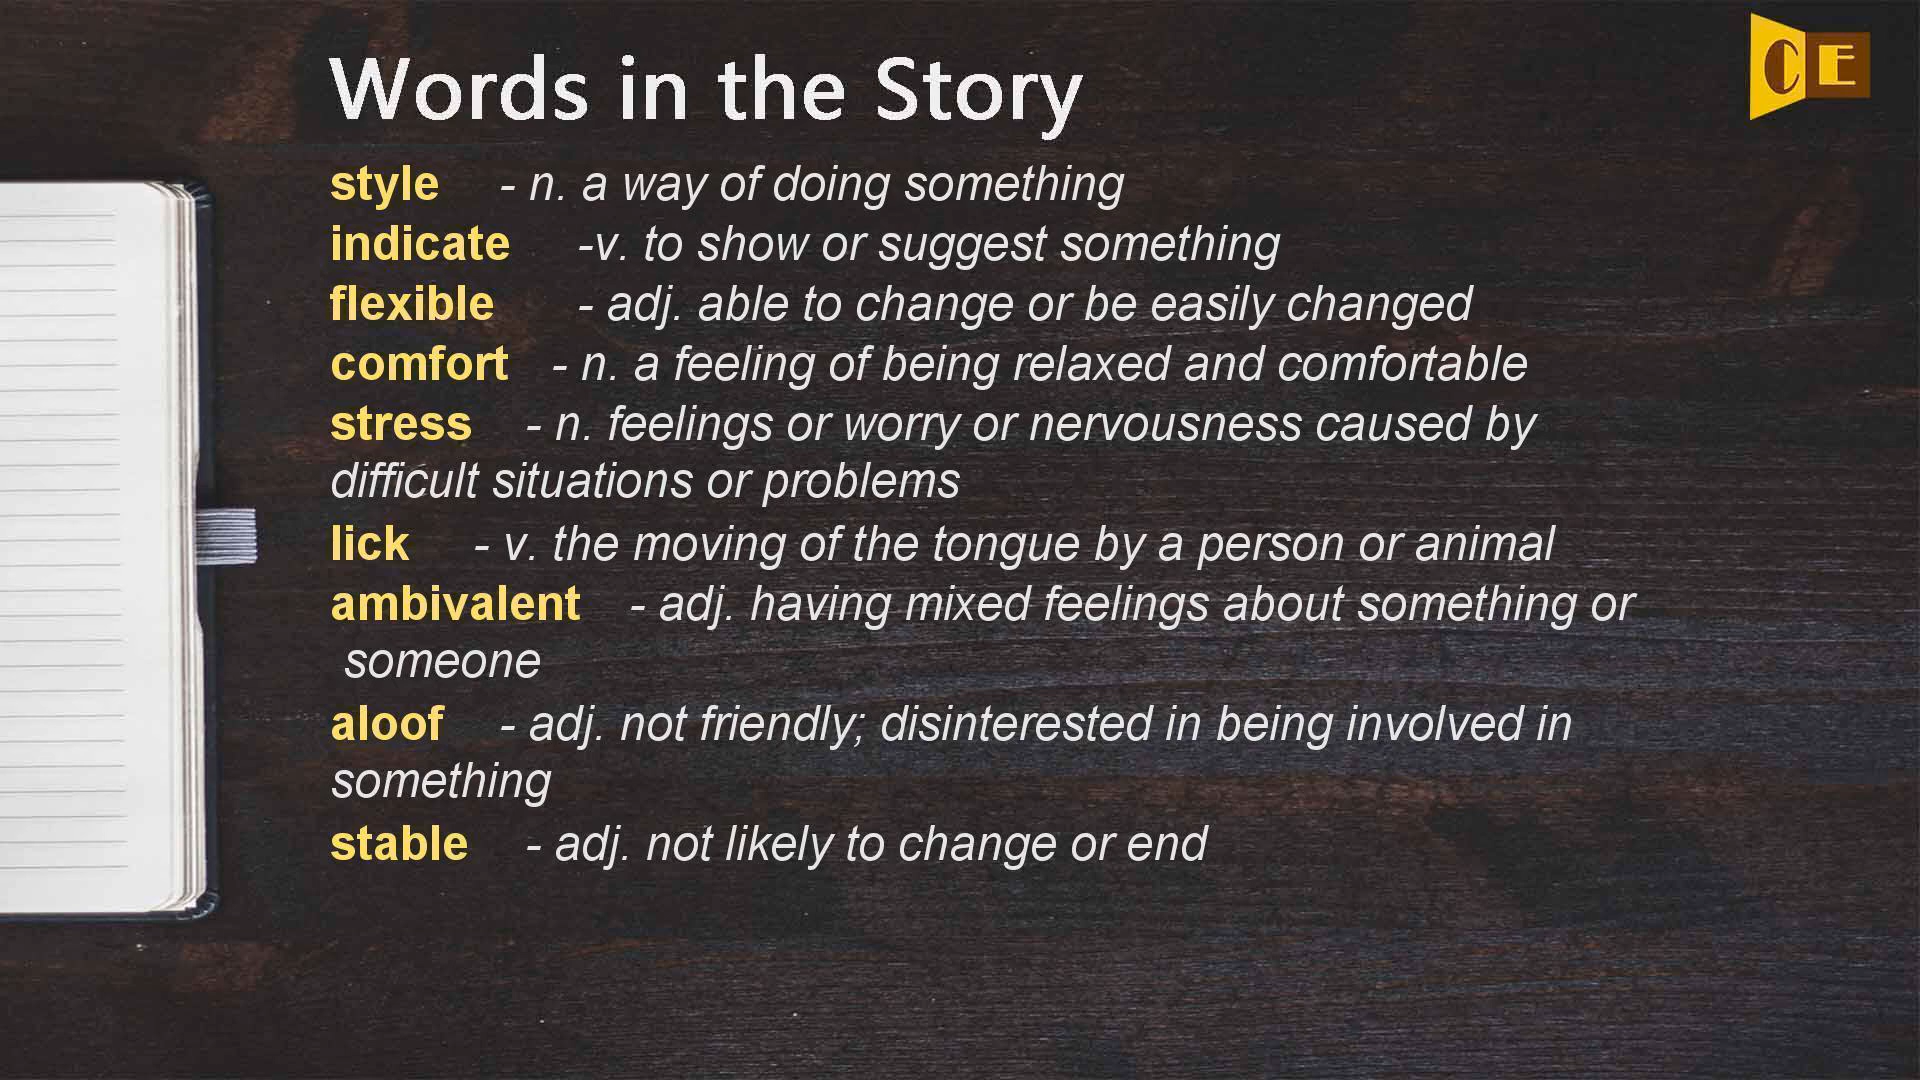 Words in the Story
CE
style - n. a way of doing something
indicate -v. to show or suggest something
flexible - adj. able to change or be easily changed
comfort - n. a feeling of being relaxed and comfortable
stress - n. feelings or worry or nervousness caused by
difficult situations or problems
lick - v. the moving of the tongue by a person or animal
ambivalent - adj. having mixed feelings about something or
someone
aloof - adj. not friendly; disinterested in being involved in
something
stable - adj. not likely to change or end